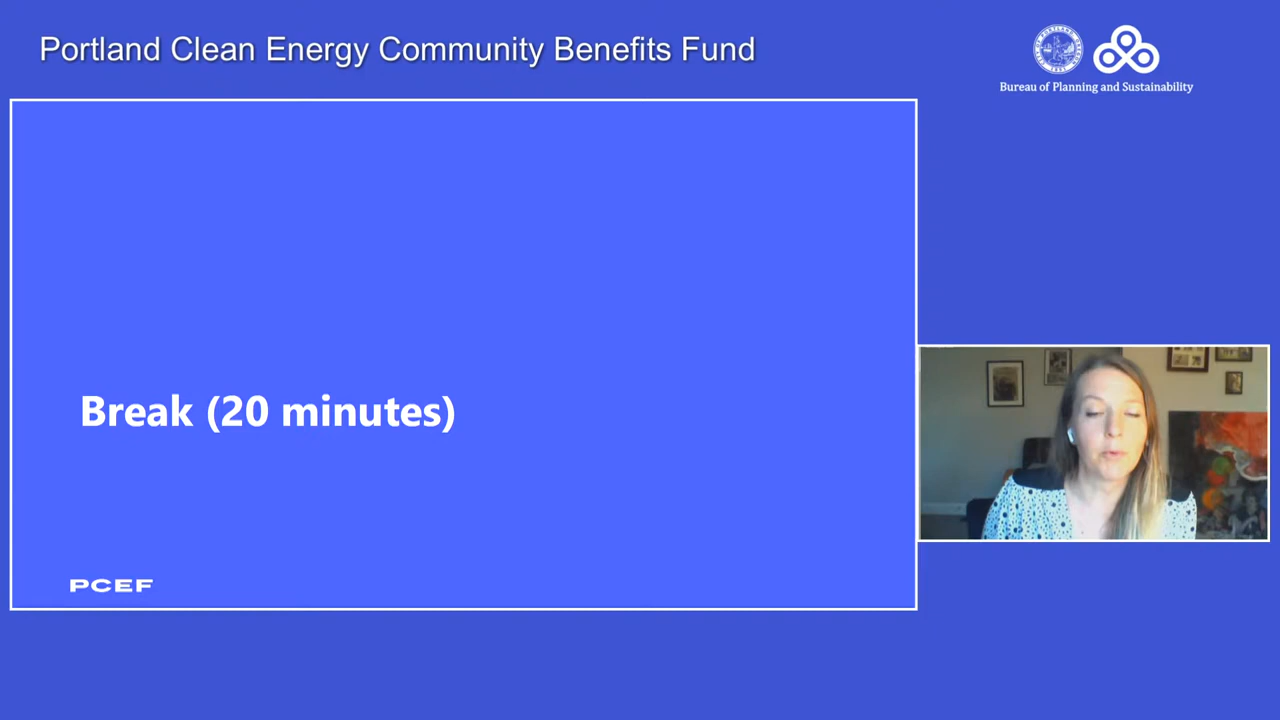 Portland Clean Energy Community Benefits Fund
Bureau of Planning and Sustainability
Break (20 minutes)
PCEF